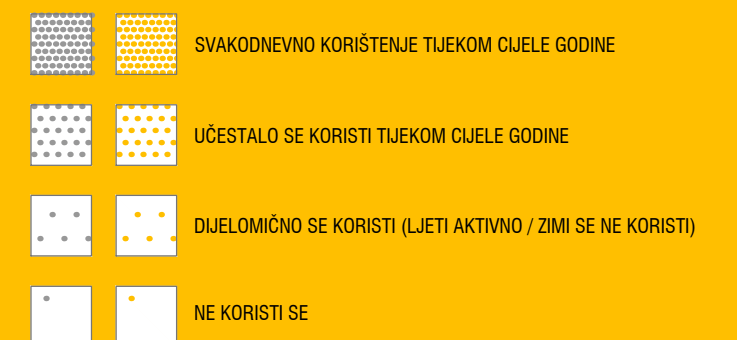 SVAKODNEVNO KORIŠTENJE TIJEKOM CIJELE GODINE
UČESTALO SE KORISTI TIJEKOM CIJELE GODINE
DIJELOMIČNO SE KORISTI (LJETI AKTIVNO / ZIMI SE NE KORISTI)
NE KORISTI SE